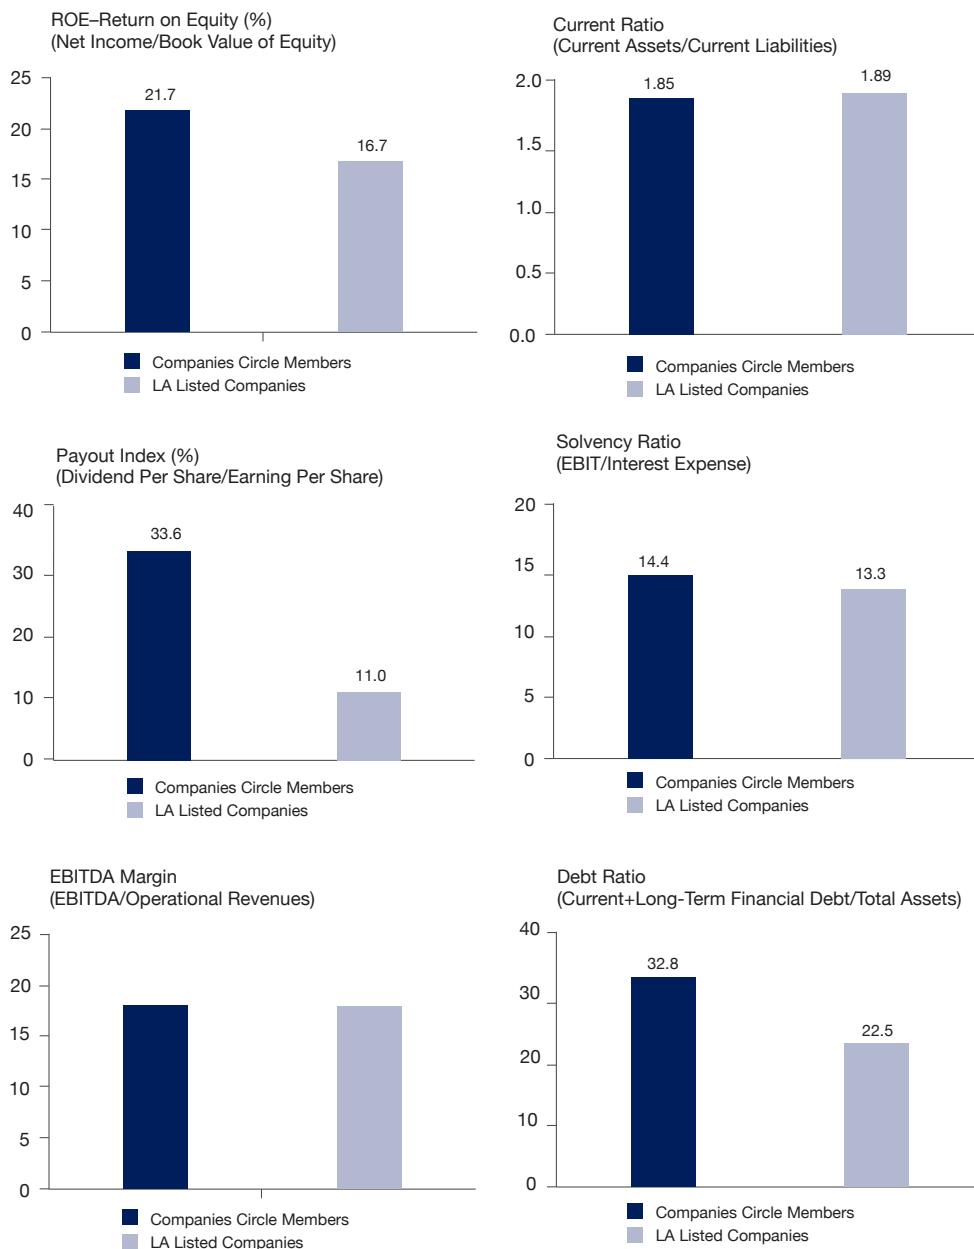 ROE–Return on Equity (%)
(Net Income/Book Value of Equity)
25
20
15
10
5
0
21.7
16.7
Companies Circle Members
LA Listed Companies
Current Ratio
(Current Assets/Current Liabilities)
2.0
1.5
1.0
0.5
0.0
1.85
1.89
Companies Circle Members
LA Listed Companies
Payout Index (%)
(Dividend Per Share/Earning Per Share)
40
30
20
10
0
33.6
11.0
Companies Circle Members
LA Listed Companies
Solvency Ratio
(EBIT/Interest Expense)
20
15
10
5
0
14.4
13.3
Companies Circle Members
LA Listed Companies
EBITDA Margin
(EBITDA/Operational Revenues)
25
20
15
10
5
0
Companies Circle Members
LA Listed Companies
Debt Ratio
(Current+Long-Term Financial Debt/Total Assets)
40
30
20
10
0
32.8
22.5
Companies Circle Members
LA Listed Companies